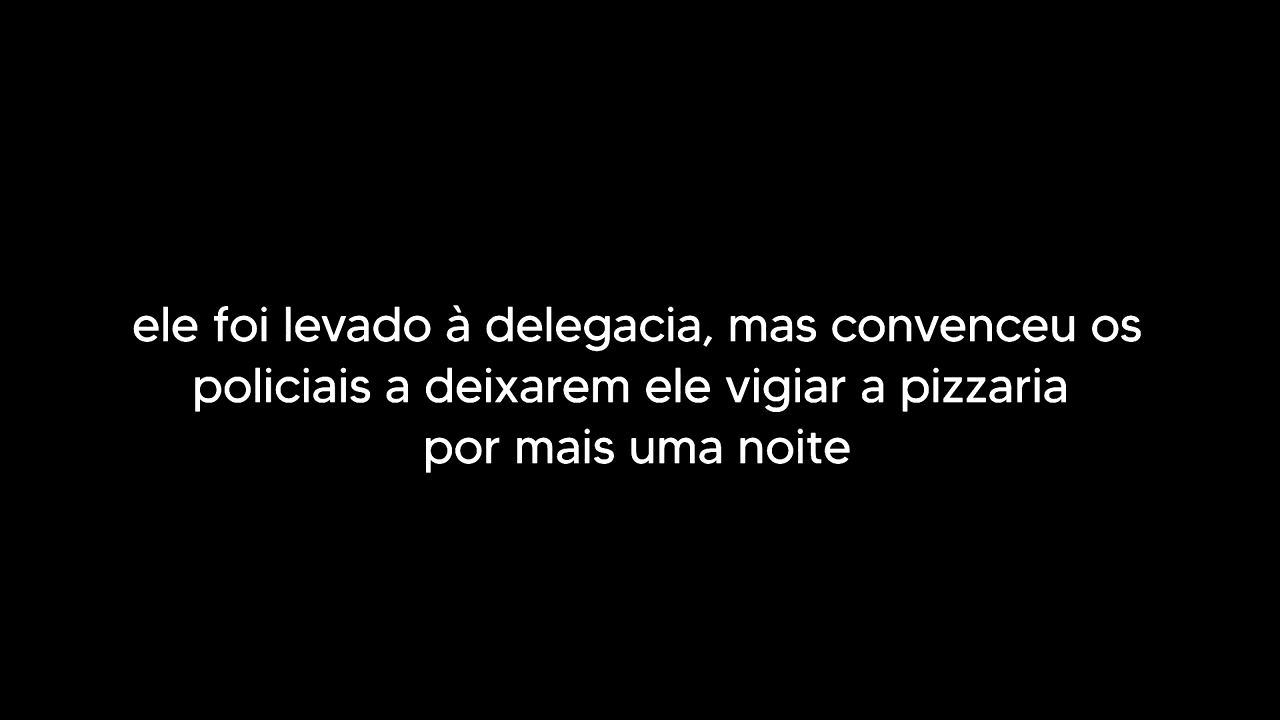 ele foi levado à delegacia, mas convenceu os
policiais a deixarem ele vigiar a pizzaria
por mais uma noite